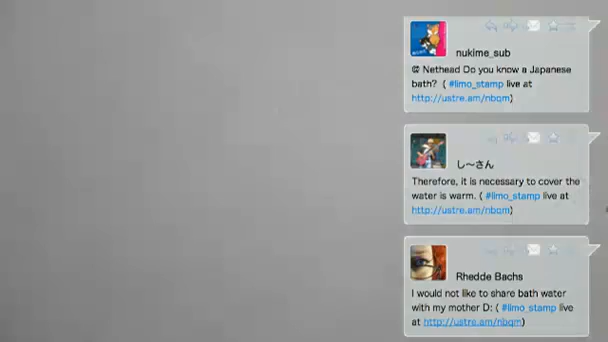 nukime_sub
@ Nethead Do you know a Japanese
bath? ( #limo_stamp live at
http://ustre.am/nbqm)
し〜さん
Therefore, it is necessary to cover the
water is warm. ( #limo_stamp live at
http://ustre.am/nbqm)
Rhedde Bachs
I would not like to share bath water
with my mother D: ( #limo_stamp live
at http://ustre.am/nbqm)